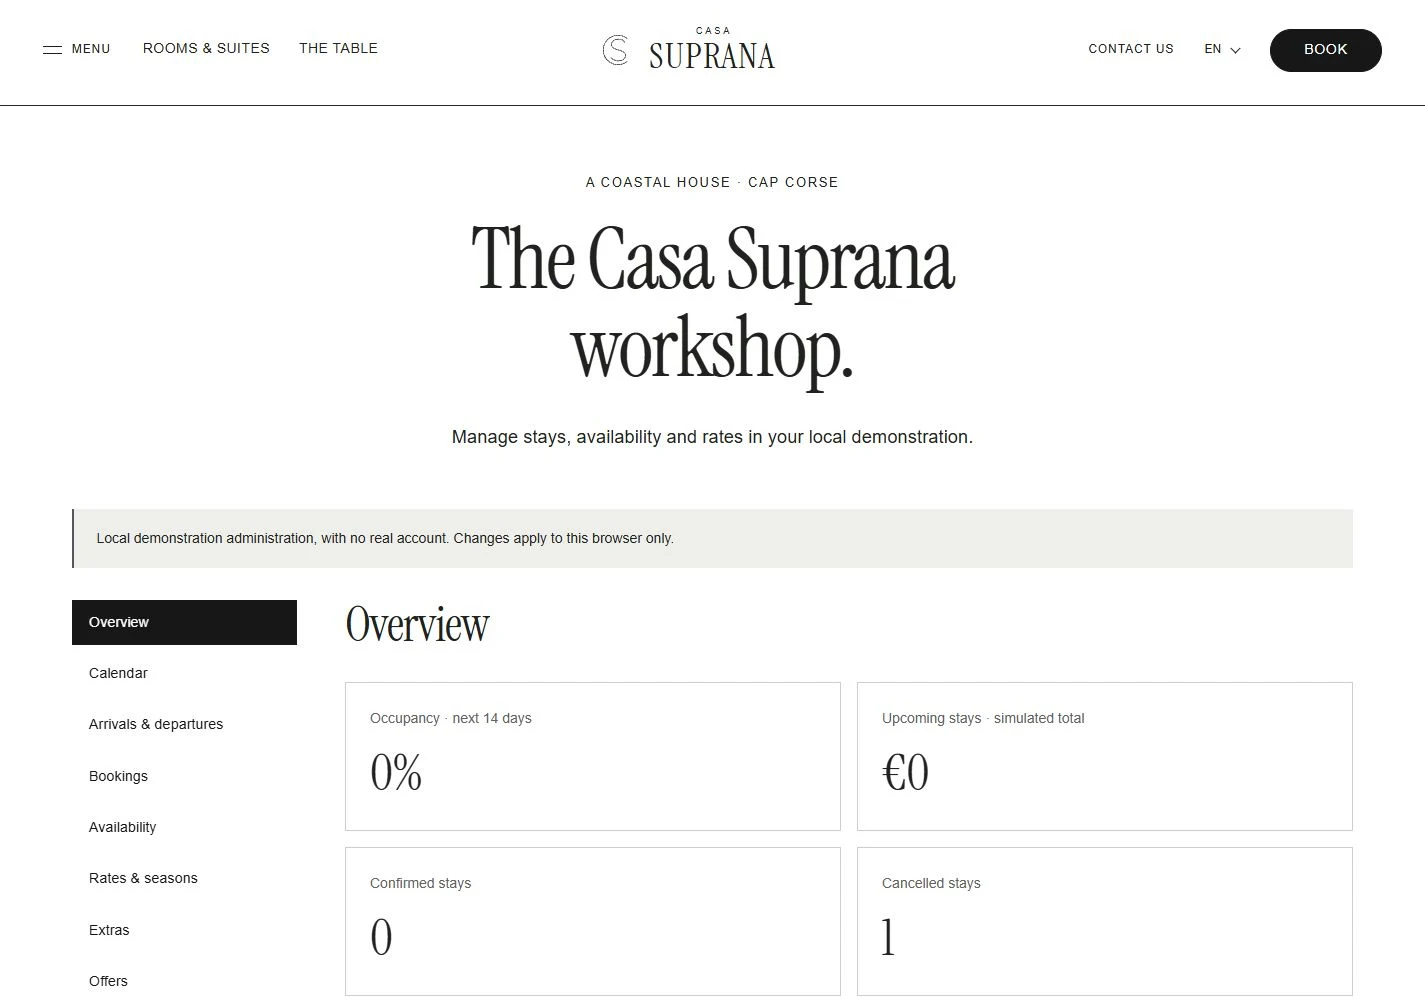 MENU
ROOMS & SUITES
THE TABLE
CASA
SUPRANA
CONTACT US
EN
BOOK
A COASTAL HOUSE · CAP CORSE
The Casa Suprana
workshop.
Manage stays, availability and rates in your local demonstration.
Local demonstration administration, with no real account. Changes apply to this browser only.
Overview
Calendar
Arrivals & departures
Bookings
Availability
Rates & seasons
Extras
Offers
Overview
Occupancy · next 14 days
0%
Upcoming stays · simulated total
€0
Confirmed stays
0
Cancelled stays
1